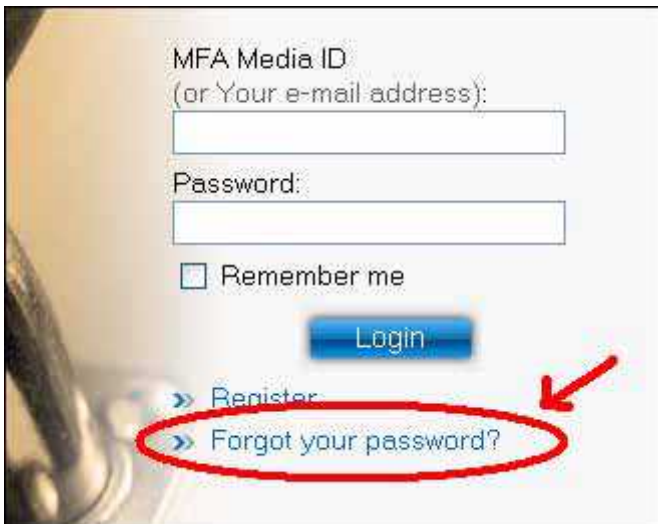 MFA Media ID
(or Your e-mail address):
Password:
Remember me
Login
» Register
» Forgot your password?